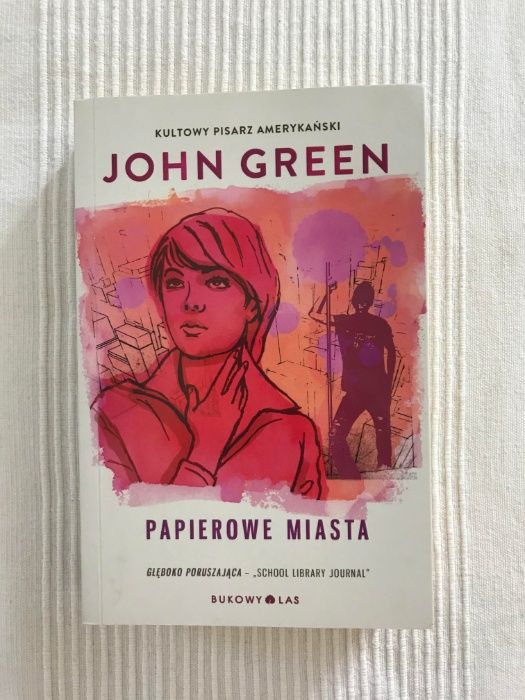 KULTOWY PISARZ AMERYKAŃSKI
JOHN GREEN
PAPIEROWE MIASTA
GŁĘBOKO PORUSZAJĄCA – „SCHOOL LIBRARY JOURNAL”
BUKOWY LAS